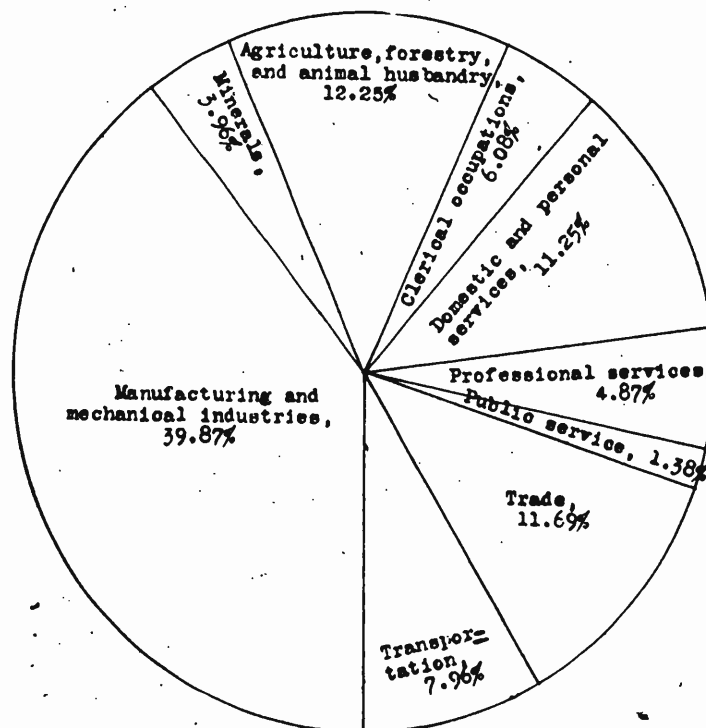 Agriculture, forestry,
and animal husbandry
12.25%
Minerals,
3.96%
Clerical occupations,
6.08%
Domestic and personal
services,
11.25%
Professional services
4.87%
Public service, 1.38%
Trade,
11.69%
Transpor=
tation,
7.96%
Manufacturing and
mechanical industries,
39.87%